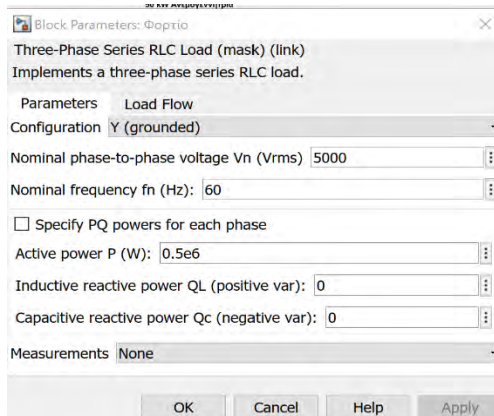 50 kW Ανεμογεννήτρια
Block Parameters: Φορτίο
Three-Phase Series RLC Load (mask) (link)
Implements a three-phase series RLC load.
Parameters Load Flow
Configuration Y (grounded)
Nominal phase-to-phase voltage Vn (Vrms) 5000
Nominal frequency fn (Hz): 60
Specify PQ powers for each phase
Active power P (W): 0.5e6
Inductive reactive power QL (positive var): 0
Capacitive reactive power Qc (negative var): 0
Measurements None
OK Cancel Help Apply